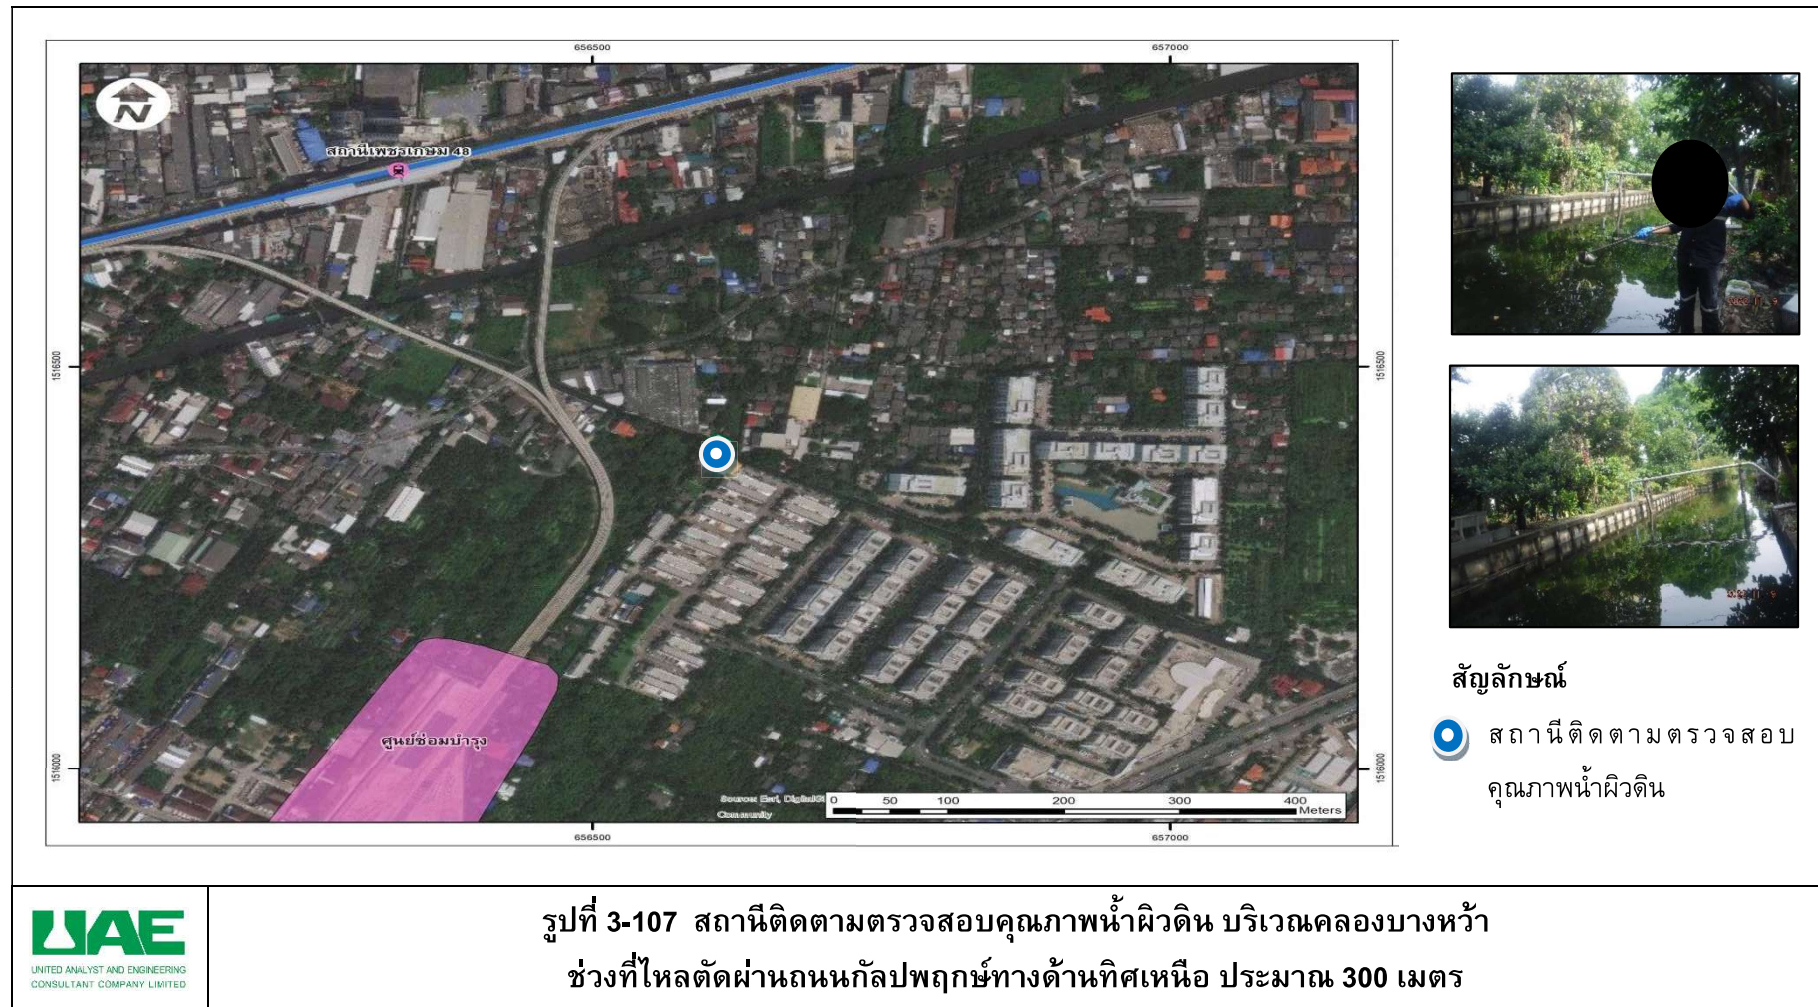 656500
657000
N
สถานีเพชรเกษม 48
1516500
1516500
ศูนย์ซ่อมบำรุง
1516000
1516000
Source: Esri, DigitalGl
Community
0 50 100 200 300 400
Meters
656500
657000
สัญลักษณ์
สถานีติดตามตรวจสอบ
คุณภาพน้ำผิวดิน
UAE
UNITED ANALYST AND ENGINEERING
CONSULTANT COMPANY LIMITED
รูปที่ 3-107 สถานีติดตามตรวจสอบคุณภาพน้ำผิวดิน บริเวณคลองบางหว้า
ช่วงที่ไหลตัดผ่านถนนกัลปพฤกษ์ทางด้านทิศเหนือ ประมาณ 300 เมตร